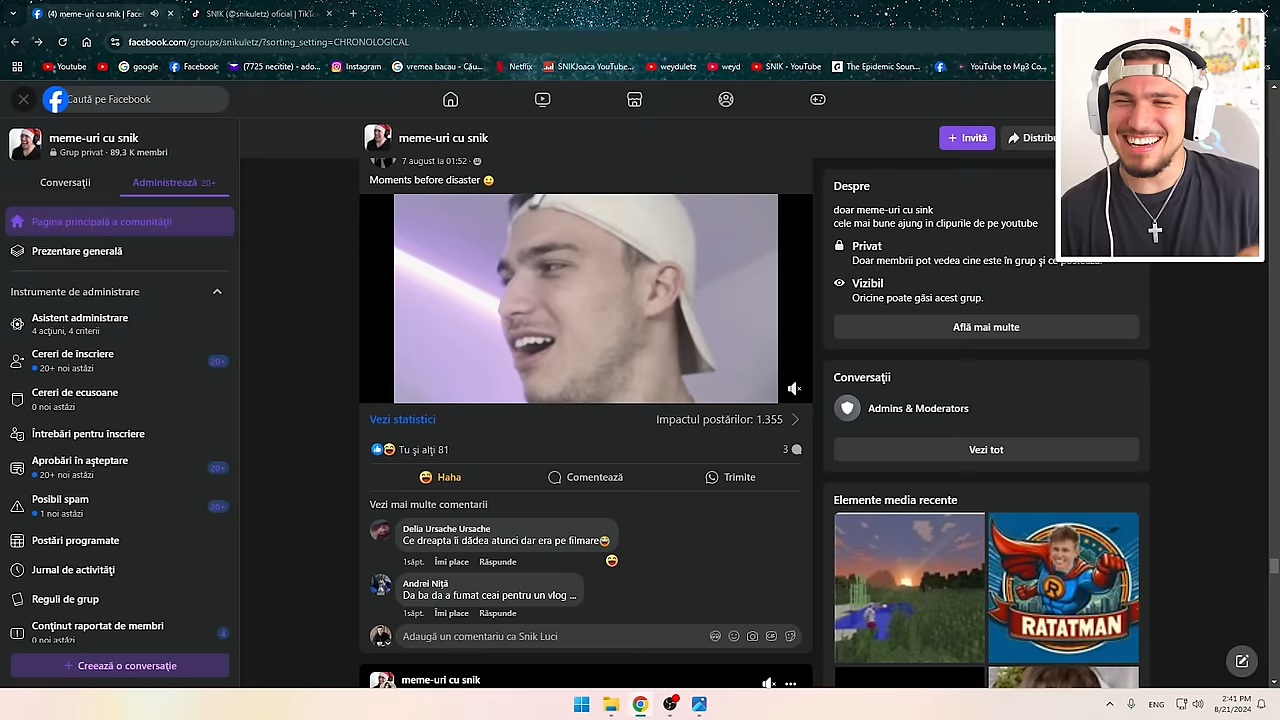 (4) meme-uri cu snik | Face
SNIK (@snikuletz) oficial | TikT
facebook.com/groups/snikuletz/?sorting_setting=CHRONOLOGICAL
Youtube
google
Facebook
(7725 necitite) - ado...
Instagram
Netflix
SNIKJoaca YouTube...
weyduletz
weyd
SNIK - YouTube
The Epidemic Soun...
YouTube to Mp3 Co...
Caută pe Facebook
meme-uri cu snik
Grup privat · 89,3 K membri
Conversații
Administrează 20+
Pagina principală a comunității
Prezentare generală
Instrumente de administrare
Asistent administrare
4 acțiuni, 4 criterii
Cereri de înscriere
20+ noi astăzi
20+
Cereri de ecusoane
0 noi astăzi
Întrebări pentru înscriere
Aprobări în așteptare
20+ noi astăzi
20+
Posibil spam
1 noi astăzi
20+
Postări programate
Jurnal de activități
Reguli de grup
Conținut raportat de membri
0 noi astăzi
+ Creează o conversație
meme-uri cu snik
+ Invită
Distribu
7 august la 01:52 ·
Moments before disaster 😀
Vezi statistici
Impactul postărilor: 1.355
Tu și alți 81
3
Haha
Comentează
Trimite
Vezi mai multe comentarii
Delia Ursache Ursache
Ce dreapta îi dădea atunci dar era pe filmare😅
1săpt. Îmi place Răspunde
Andrei Niță
Da ba da a fumat ceai pentru un vlog ...
1săpt. Îmi place Răspunde
Adaugă un comentariu ca Snik Luci
GIF
meme-uri cu snik
Despre
doar meme-uri cu snik
cele mai bune ajung in clipurile de pe youtube
Privat
Doar membrii pot vedea cine este în grup și ce postează.
Vizibil
Oricine poate găsi acest grup.
Află mai multe
Conversații
Admins & Moderators
Vezi tot
Elemente media recente
R
RATATMAN
ENG
2:41 PM
8/21/2024